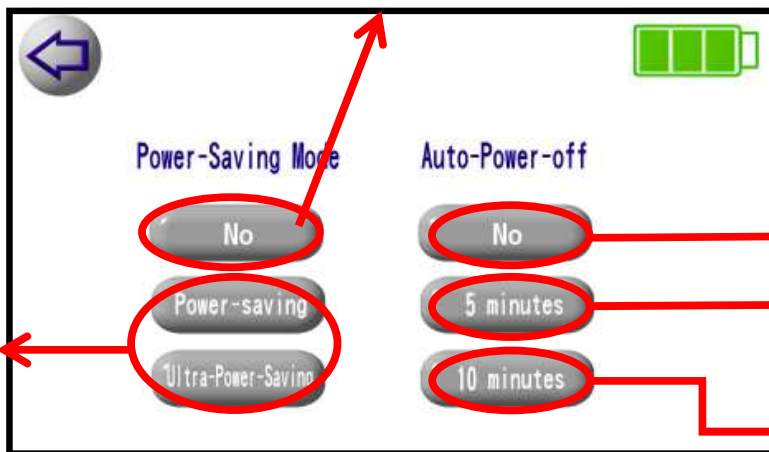 Power-Saving Mode
Auto-Power-off
No
No
Power-saving
5 minutes
Ultra-Power-Saving
10 minutes